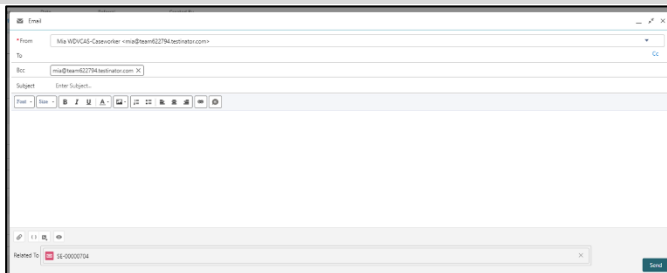 Email
*From Mia WDVCAS-Caseworker <mia@team622794.testinator.com>
To Cc
Bcc mia@team622794.testinator.com
Subject Enter Subject...
Font Size B I U A
Related To SE-00000704
Send